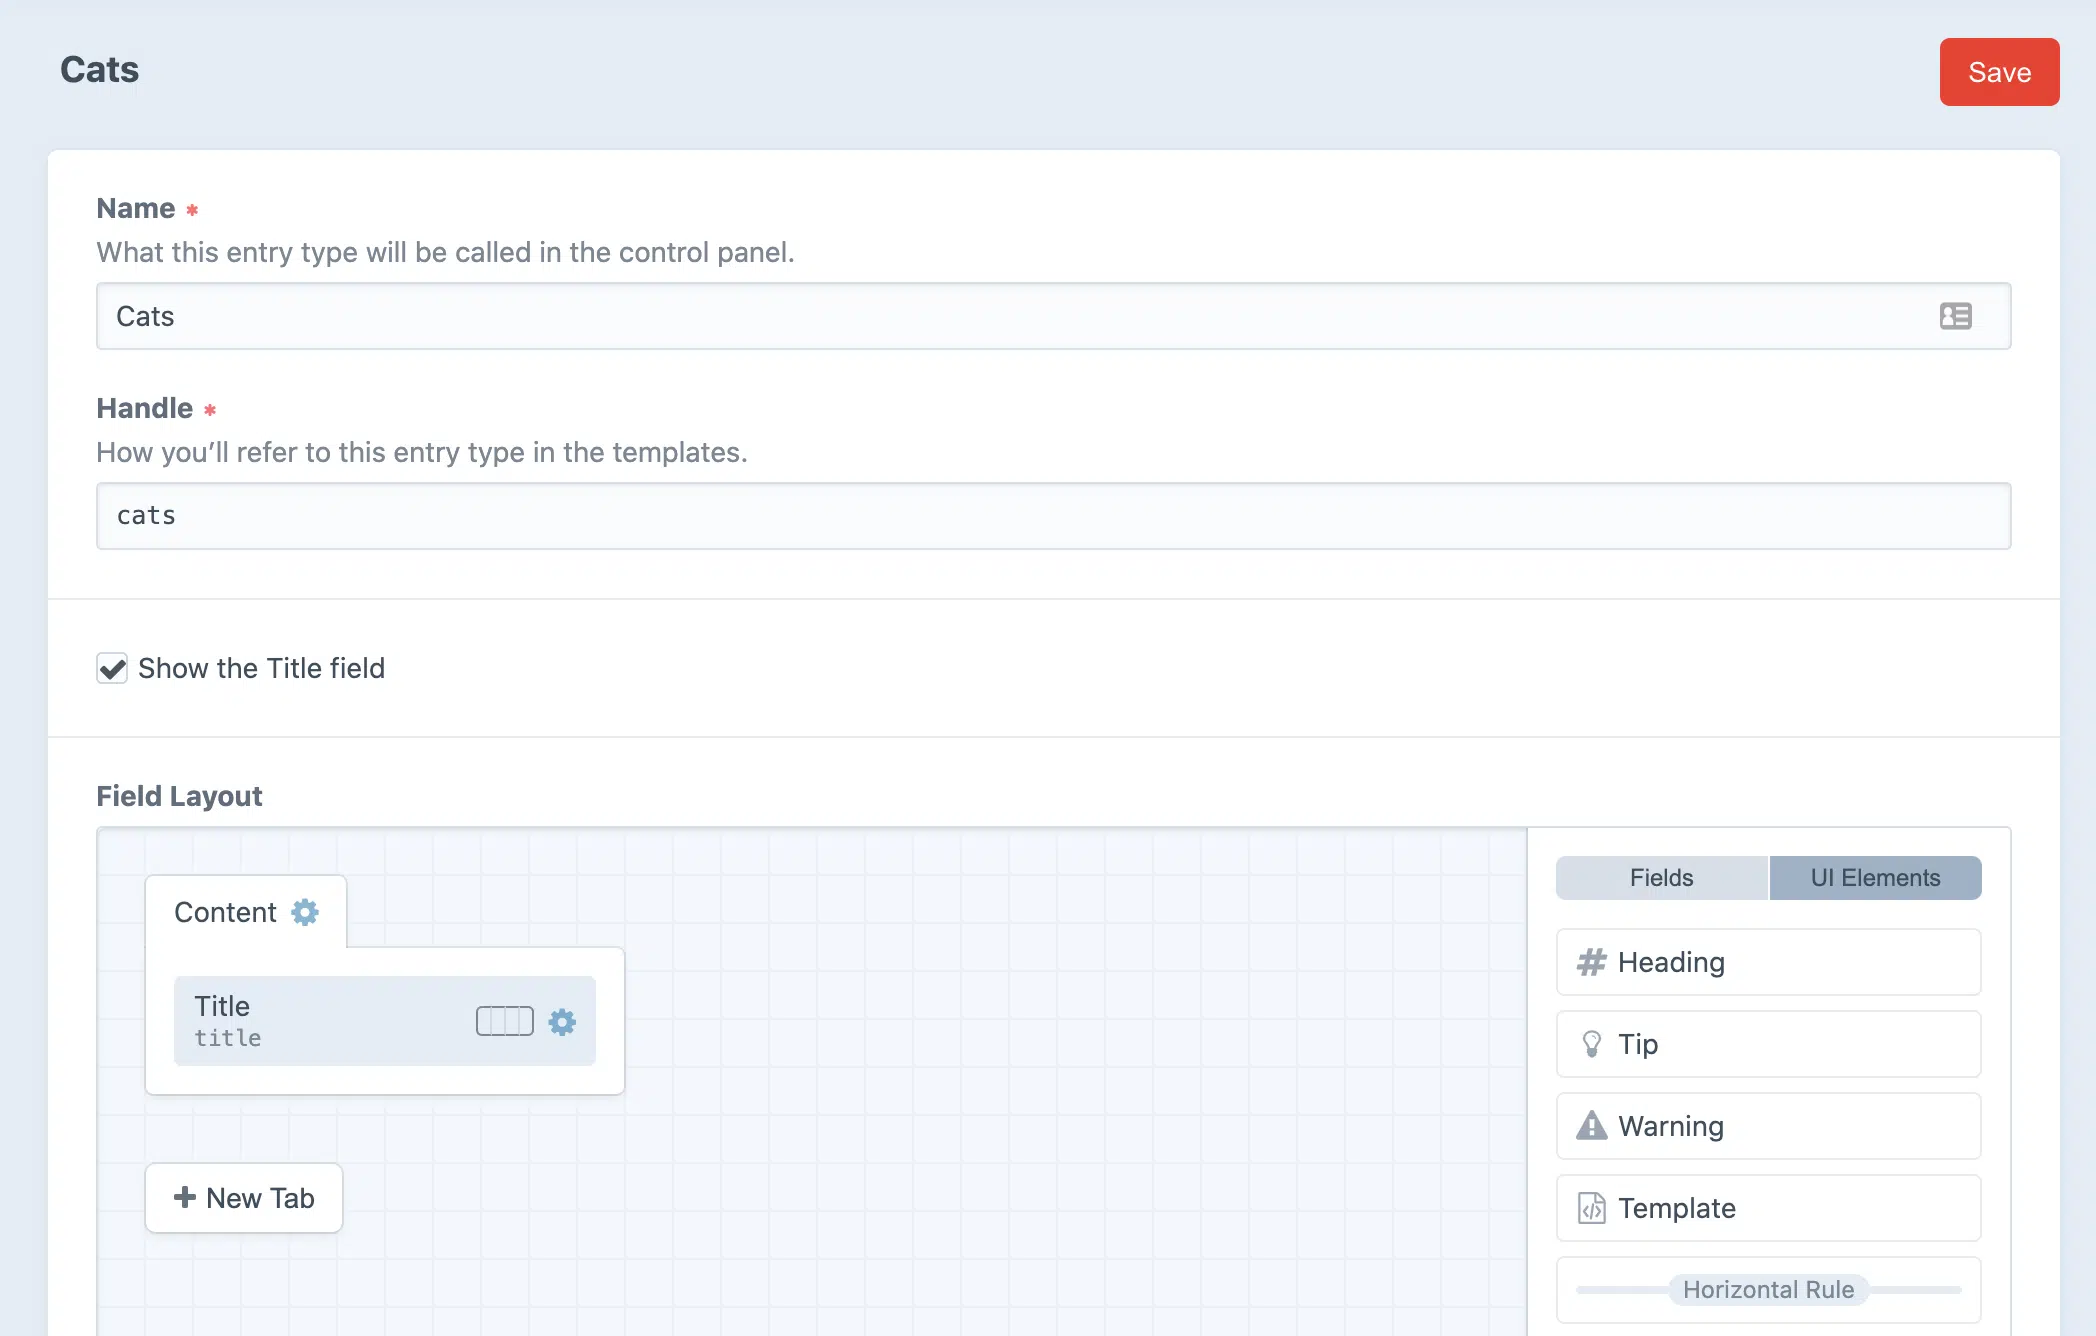 Cats
Save
Name *
What this entry type will be called in the control panel.
Cats
Handle *
How you’ll refer to this entry type in the templates.
cats
Show the Title field
Field Layout
Content
Title
title
+ New Tab
Fields
UI Elements
# Heading
Tip
Warning
Template
Horizontal Rule